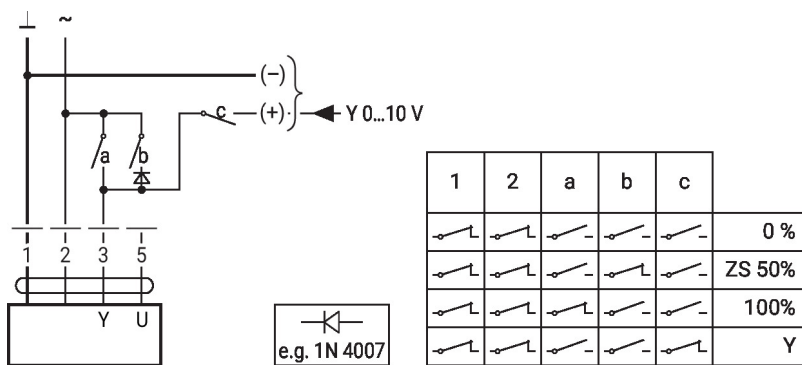 ⊥ ~
(–)
c (+) Y 0...10 V
a b
1 2 3 5
Y U
e.g. 1N 4007
1 2 a b c
0 %
ZS 50%
100%
Y